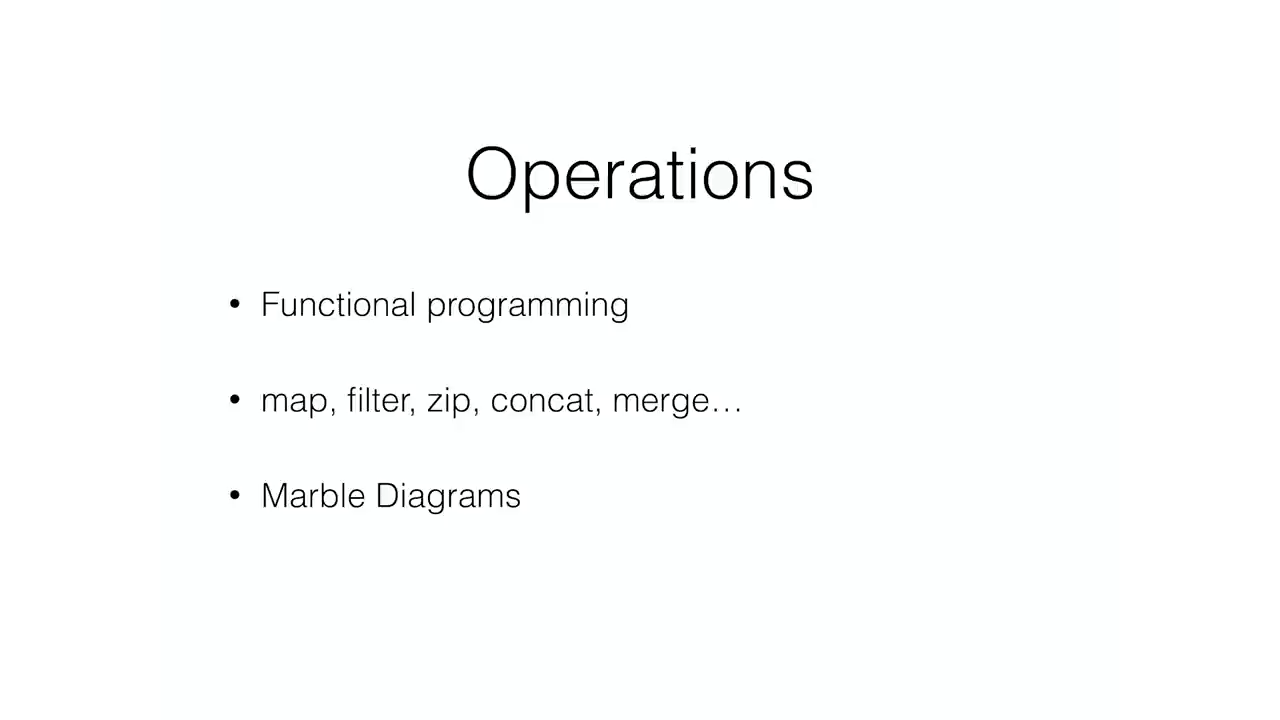 Operations
• Functional programming
• map, filter, zip, concat, merge…
• Marble Diagrams